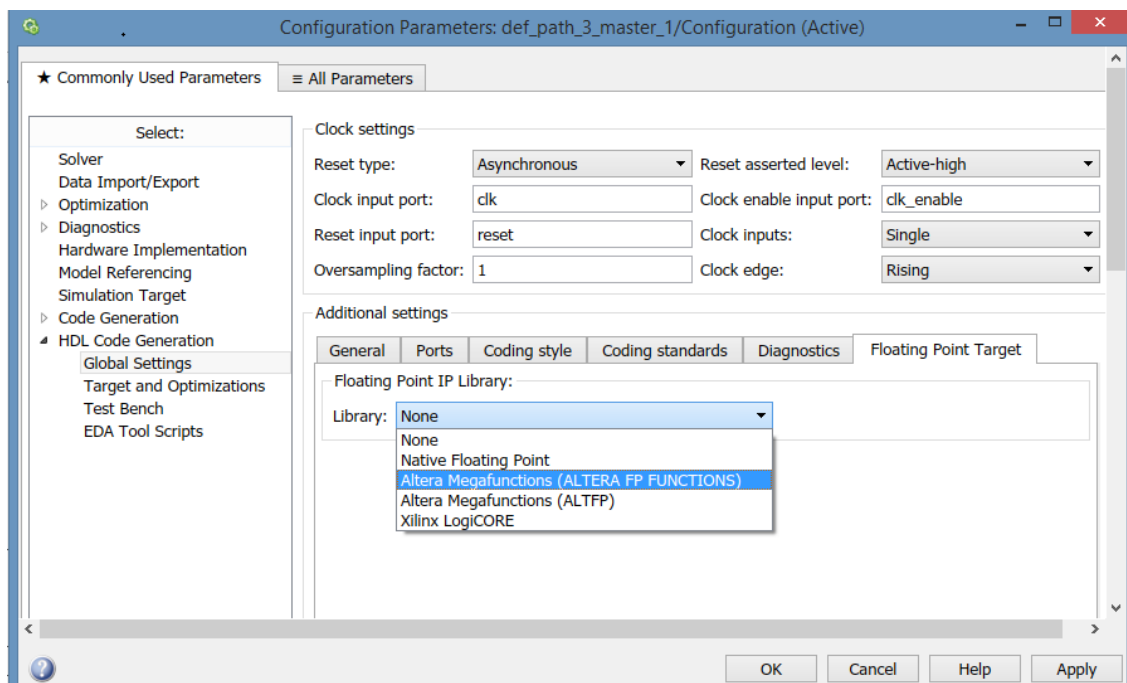 Configuration Parameters: def_path_3_master_1/Configuration (Active)
★ Commonly Used Parameters
≡ All Parameters
Select:
Solver
Data Import/Export
Optimization
Diagnostics
Hardware Implementation
Model Referencing
Simulation Target
Code Generation
HDL Code Generation
Global Settings
Target and Optimizations
Test Bench
EDA Tool Scripts
Clock settings
Reset type: Asynchronous Reset asserted level: Active-high
Clock input port: clk Clock enable input port: clk_enable
Reset input port: reset Clock inputs: Single
Oversampling factor: 1 Clock edge: Rising
Additional settings
General Ports Coding style Coding standards Diagnostics Floating Point Target
Floating Point IP Library:
Library: None
None
Native Floating Point
Altera Megafunctions (ALTERA FP FUNCTIONS)
Altera Megafunctions (ALTFP)
Xilinx LogiCORE
OK Cancel Help Apply